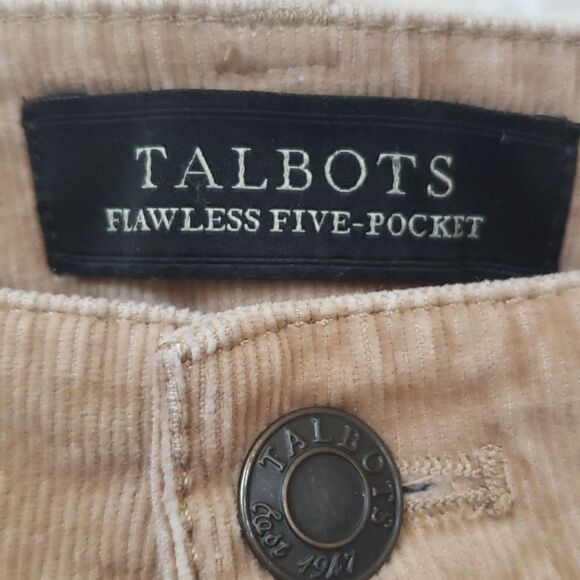 TALBOTS
FLAWLESS FIVE-POCKET
TALBOTS
Est 1947